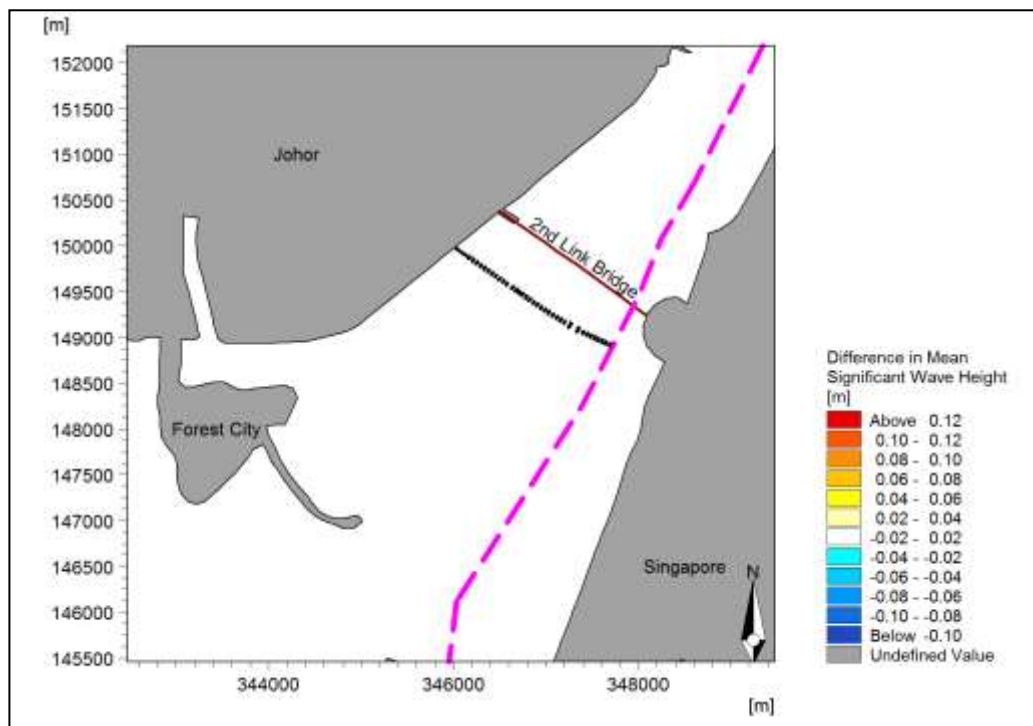 [m]
152000
151500
151000
150500
150000
149500
149000
148500
148000
147500
147000
146500
146000
145500
Johor
2nd Link Bridge
Forest City
Singapore
N
344000 346000 348000
[m]
Difference in Mean
Significant Wave Height
[m]
Above 0.12
0.10 - 0.12
0.08 - 0.10
0.06 - 0.08
0.04 - 0.06
0.02 - 0.04
-0.02 - 0.02
-0.04 - -0.02
-0.06 - -0.04
-0.08 - -0.06
-0.10 - -0.08
Below -0.10
Undefined Value